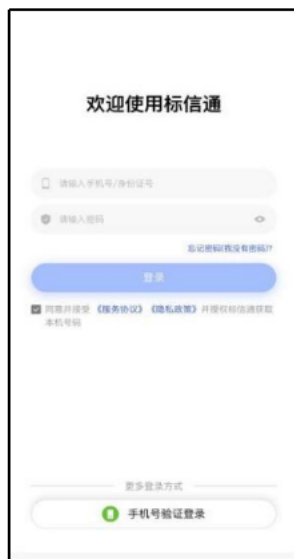 欢迎使用标信通
请输入手机号/身份证号
请输入密码
忘记密码(我没有密码)?
登录
同意并接受 《服务协议》 《隐私政策》 并授权标信通获取
本机号码
更多登录方式
手机号验证登录